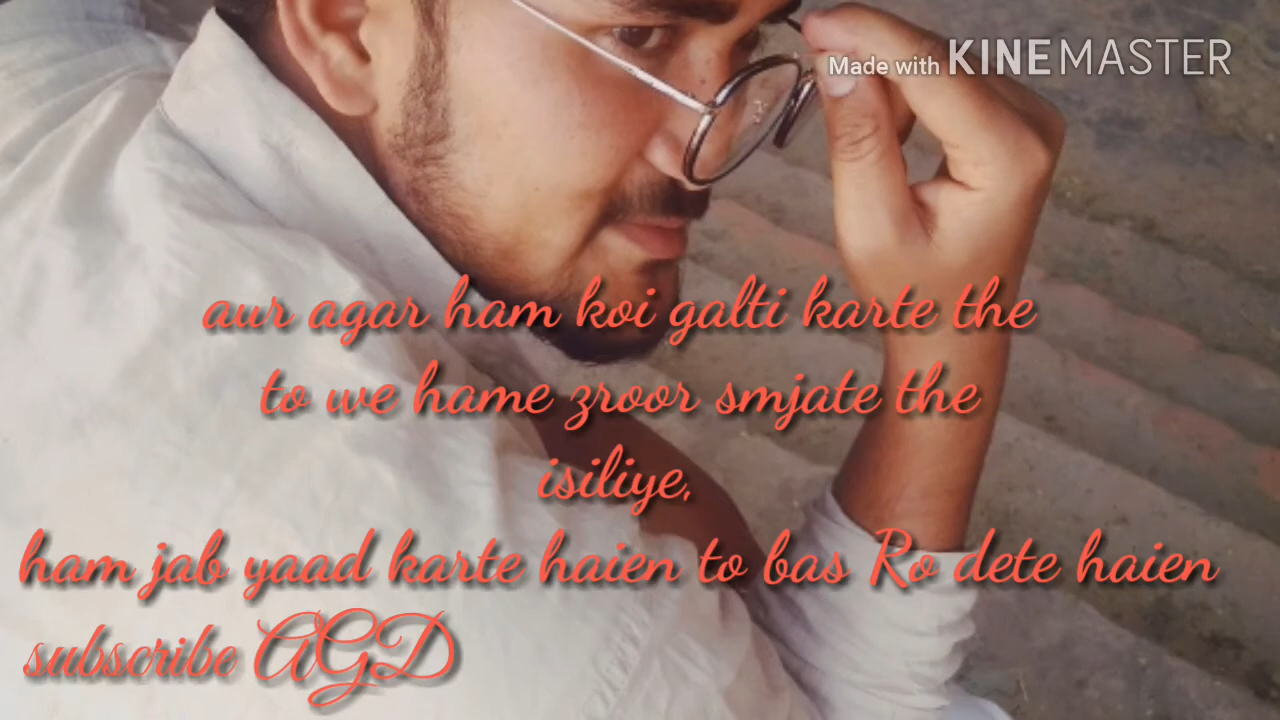 Made with KINEMASTER
aur agar ham koi galti karte the
to we hame zroor smjate the
isiliye,
ham jab yaad karte haien to bas Ro dete haien
subscribe AGD